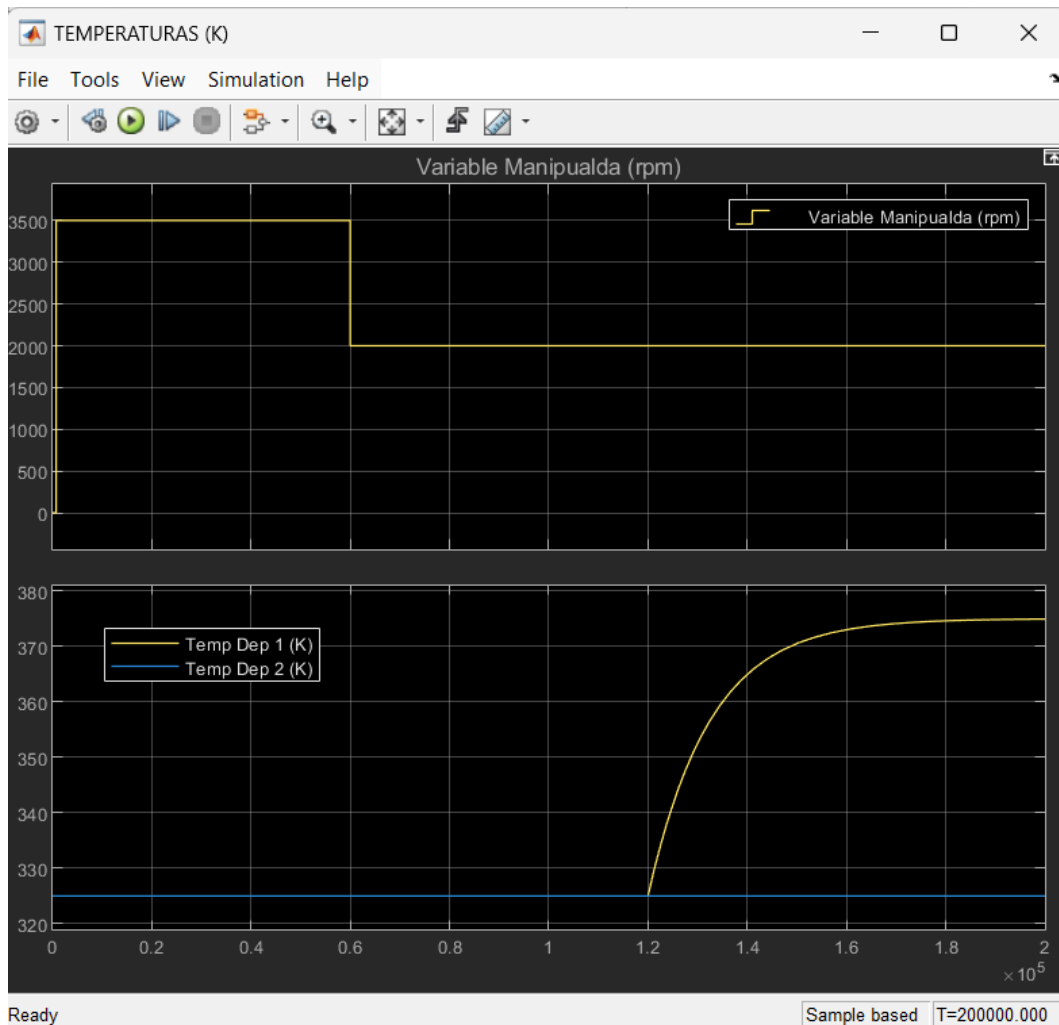 TEMPERATURAS (K)
File Tools View Simulation Help
Variable Manipualda (rpm)
Variable Manipualda (rpm)
3500
3000
2500
2000
1500
1000
500
0
380
370
360
350
340
330
320
Temp Dep 1 (K)
Temp Dep 2 (K)
0 0.2 0.4 0.6 0.8 1 1.2 1.4 1.6 1.8 2
× 10^5
Ready Sample based T=200000.000